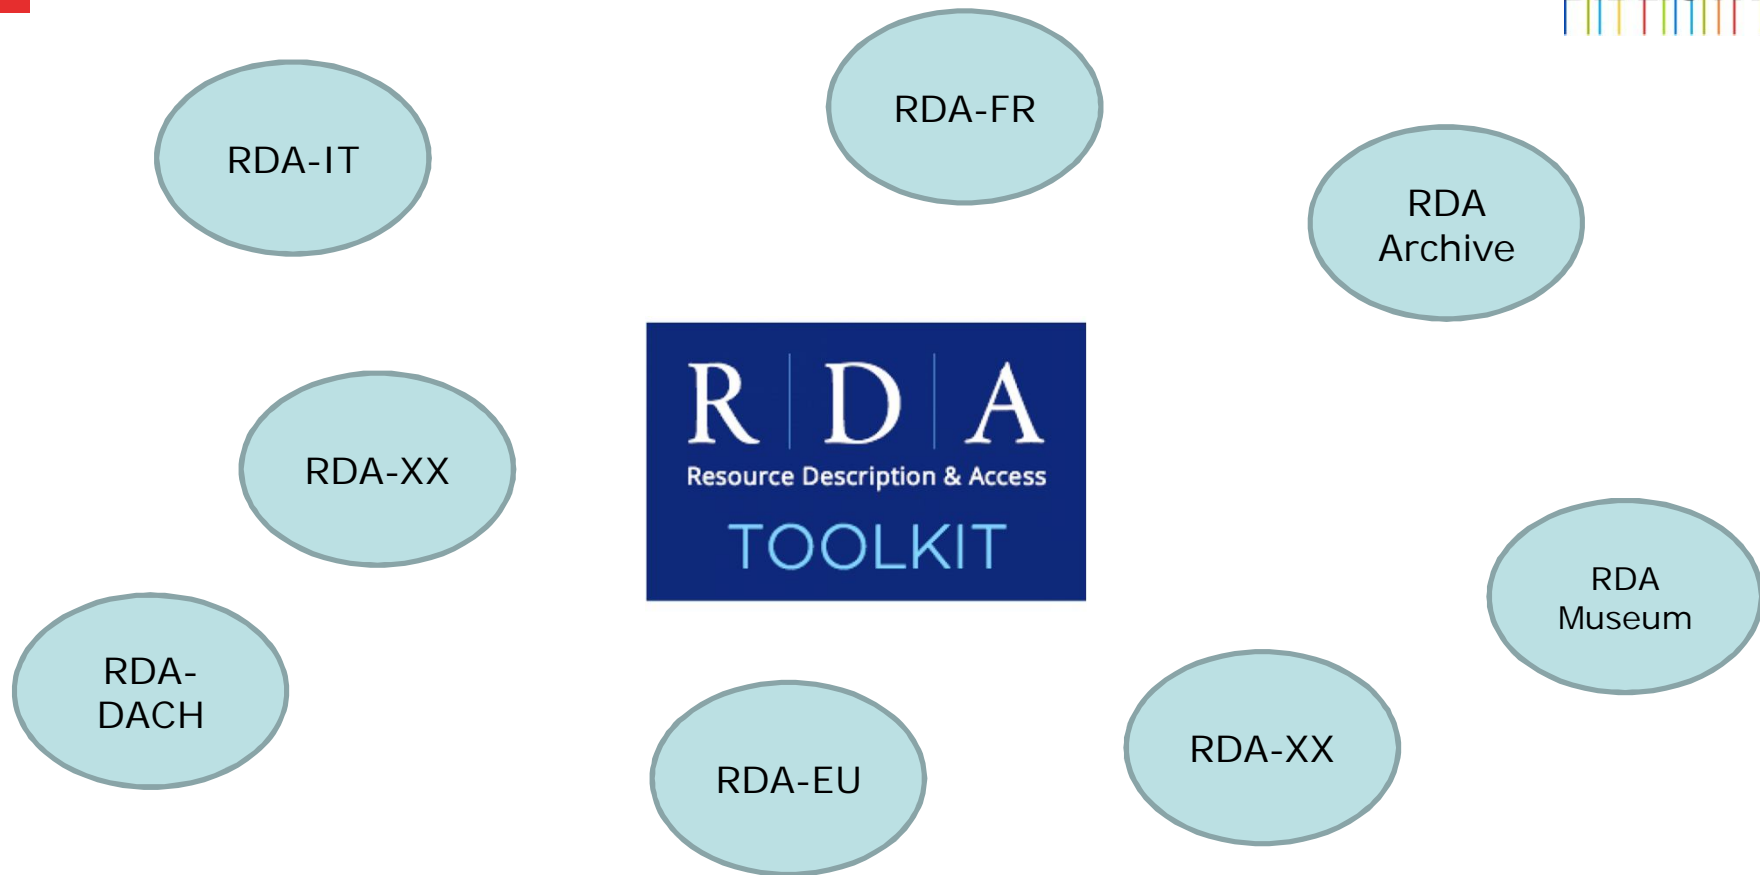 RDA-FR
RDA-IT
RDA
Archive
R D A
Resource Description & Access
TOOLKIT
RDA-XX
RDA
Museum
RDA-
DACH
RDA-EU
RDA-XX